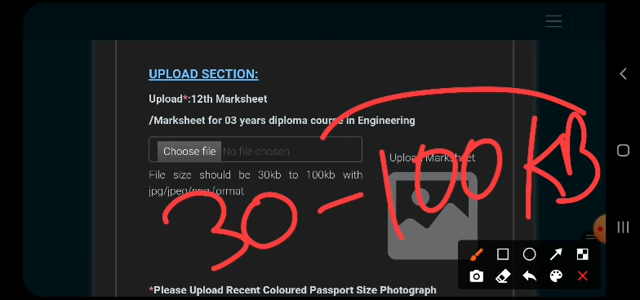 UPLOAD SECTION:
Upload*:12th Marksheet
/Marksheet for 03 years diploma course in Engineering
Choose file No file chosen
Upload Marksheet
File size should be 30kb to 100kb with
jpg/jpeg/png format
30-100KB
*Please Upload Recent Coloured Passport Size Photograph